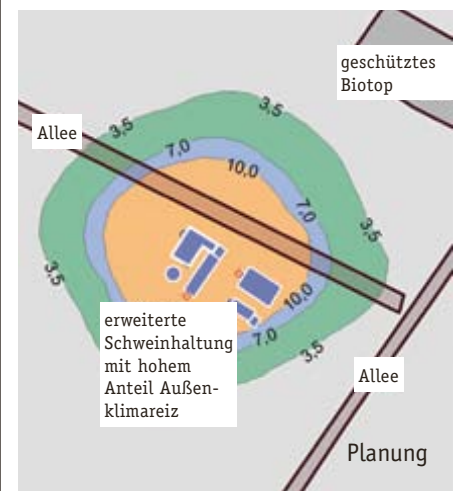 geschütztes
Biotop
Allee
3,5
3,5
7,0
10,0
7,0
3,5
3,5
10,0
7,0
3,5
erweiterte
Schweinhaltung
mit hohem
Anteil Außen-
klimareiz
Allee
Planung